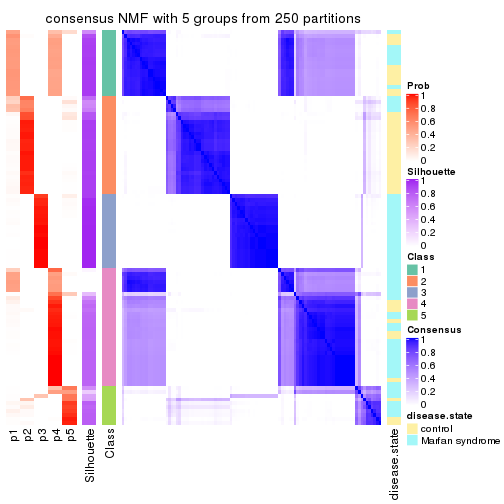 consensus NMF with 5 groups from 250 partitions
Prob
1
0.8
0.6
0.4
0.2
0
Silhouette
1
0.8
0.6
0.4
0.2
0
Class
1
2
3
4
5
Consensus
1
0.8
0.6
0.4
0.2
0
disease.state
control
Marfan syndrome
p1
p2
p3
p4
p5
Silhouette
Class
disease.state